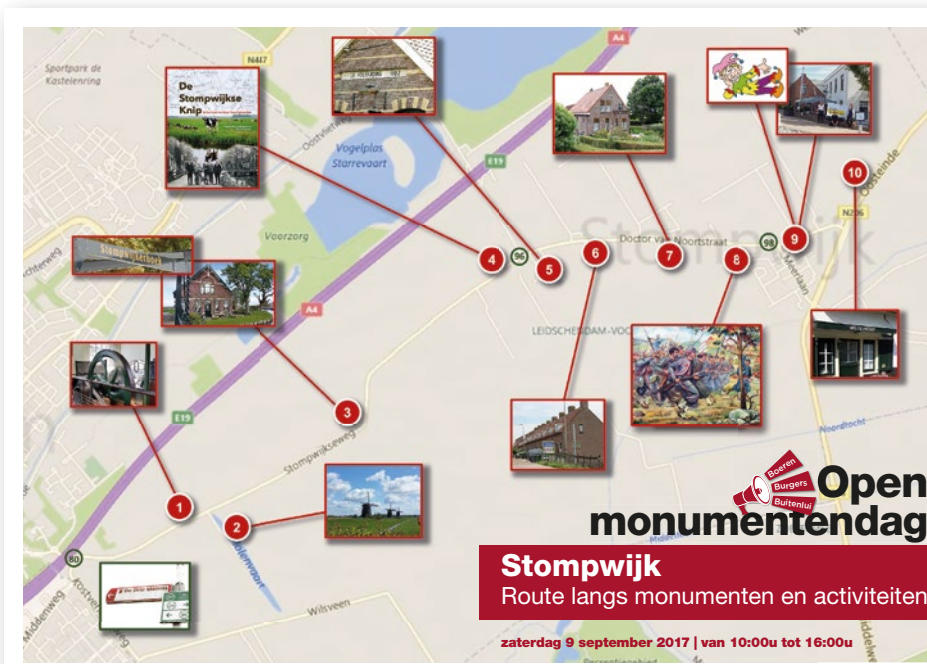 Sportpark de
Kastelenring
N447
A4
De
Stompwijkse
Knip
Oostvlietweg
Vogelplas
Starrevaart
E19
10
Oosteinde
N206
Voorzorg
Stompwijk
Doctor van Noortstraat
4
96
5
6
7
8
98
9
Meerlaan
Stompwijkerhoek
A4
LEIDSCHENDAM-VOO
3
E19
Stompwijkseweg
Noordtocht
1
2
80
Wilsveen
Middenweg
Boeren
Burgers
Buitenlui
Open
monumentendag
Stompwijk
Route langs monumenten en activiteiten
zaterdag 9 september 2017 | van 10:00u tot 16:00u